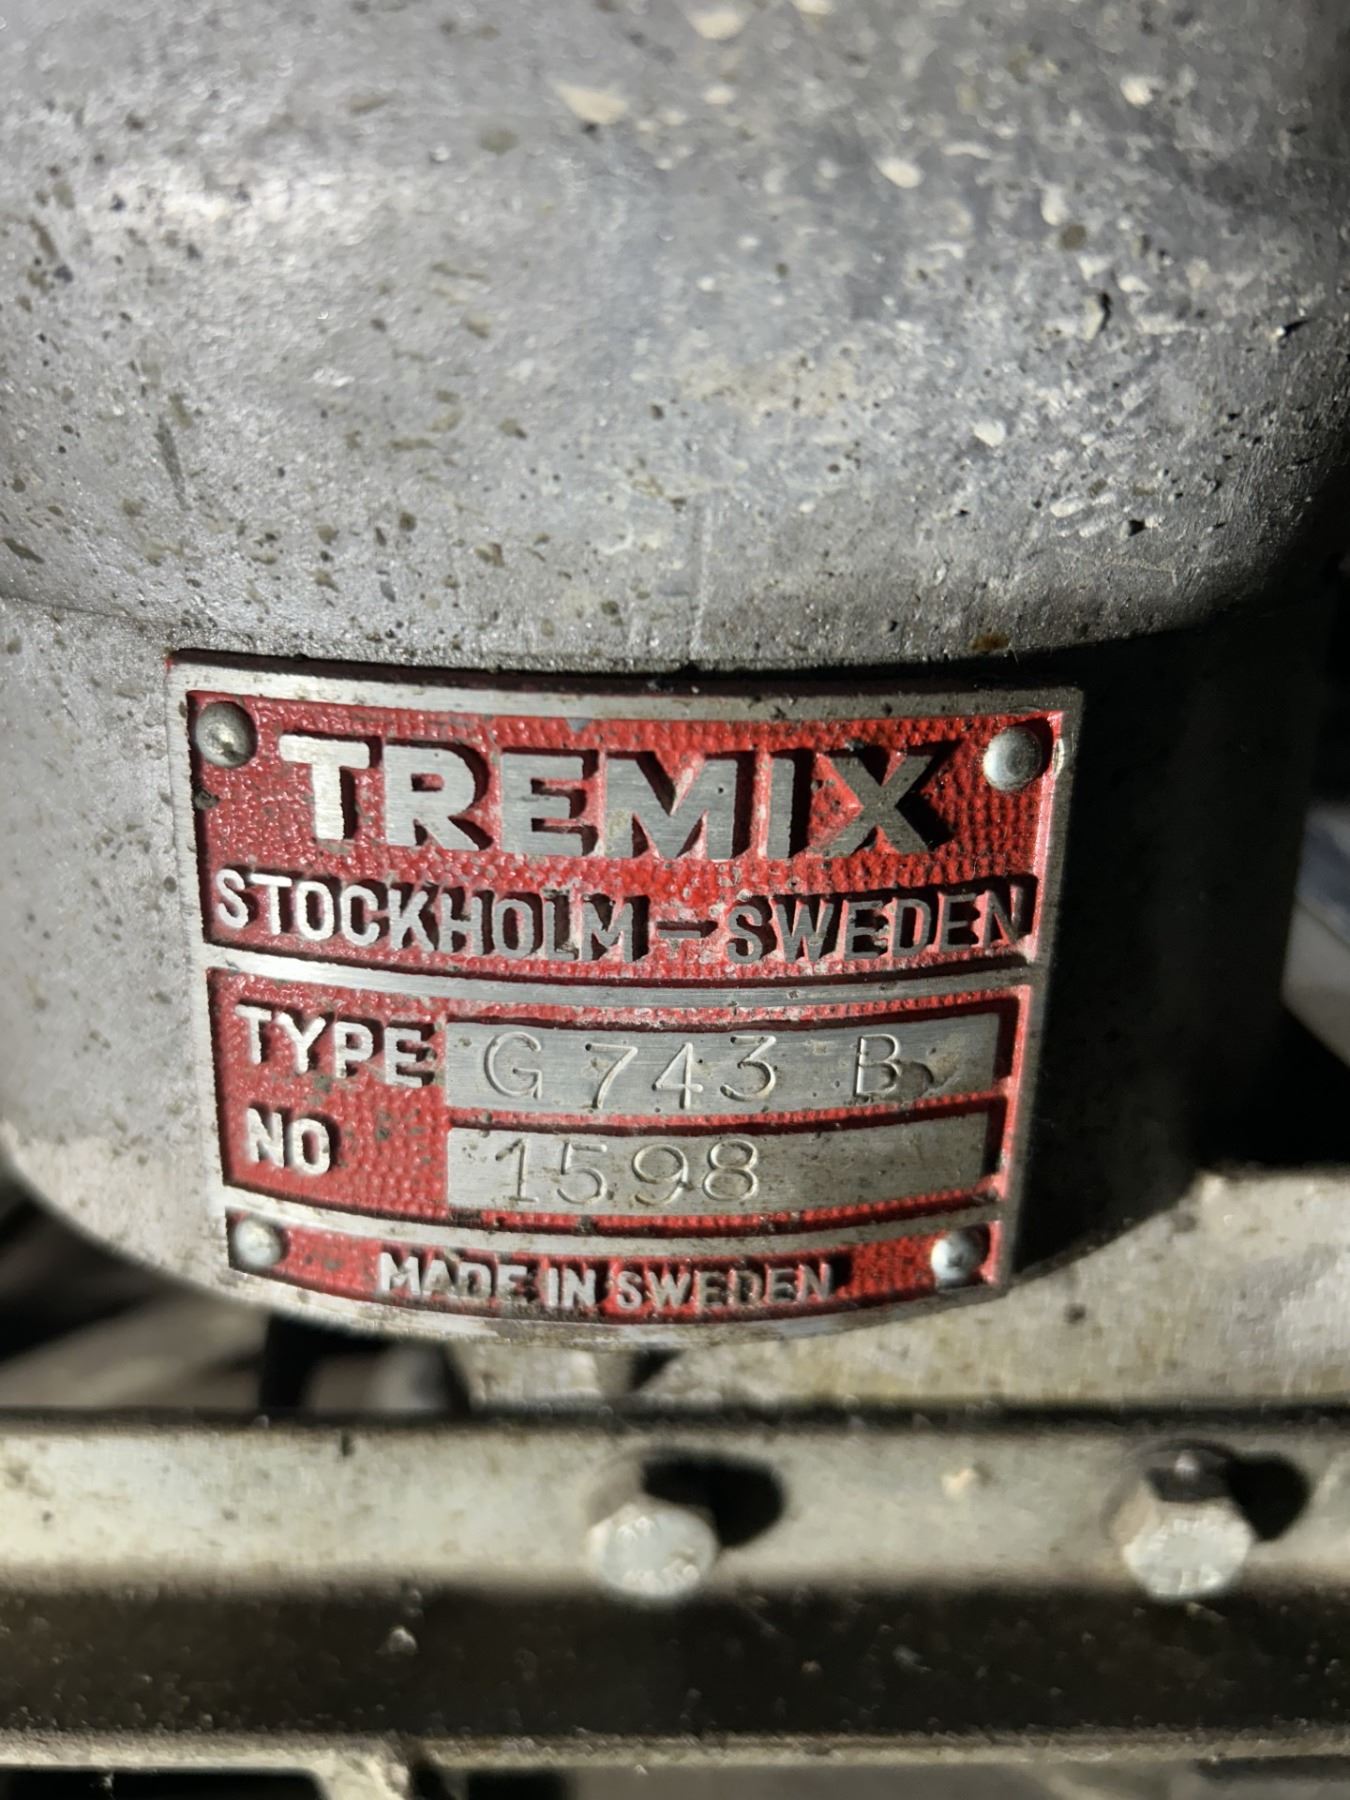 TREMIX
STOCKHOLM – SWEDEN
TYPE G 743 B
NO 1598
MADE IN SWEDEN